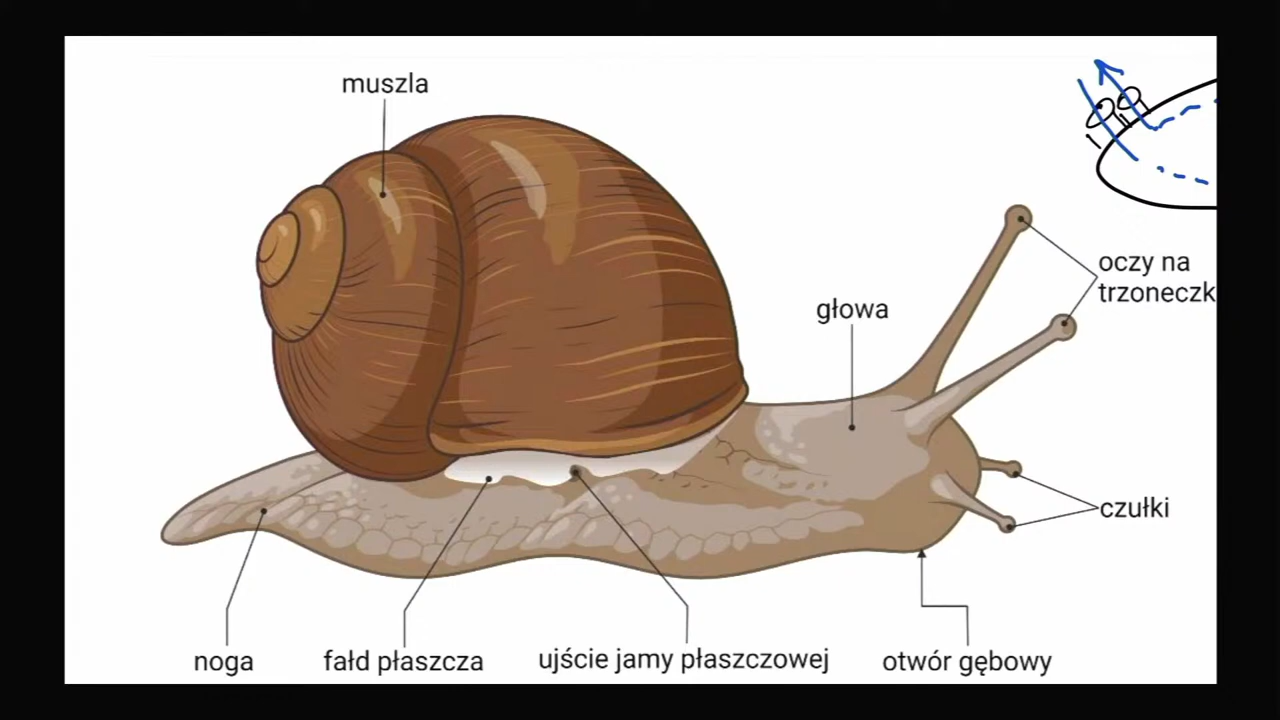 muszla
oczy na
trzoneczk
głowa
czułki
noga
fałd płaszcza
ujście jamy płaszczowej
otwór gębowy